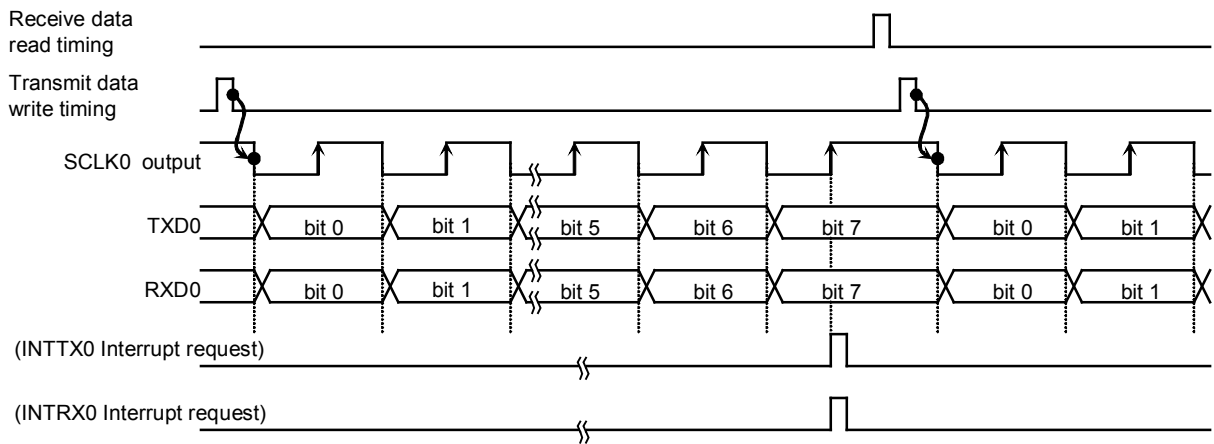 Receive data
read timing
Transmit data
write timing
SCLK0 output
TXD0 bit 0 bit 1 bit 5 bit 6 bit 7 bit 0 bit 1
RXD0 bit 0 bit 1 bit 5 bit 6 bit 7 bit 0 bit 1
(INTTX0 Interrupt request)
(INTRX0 Interrupt request)